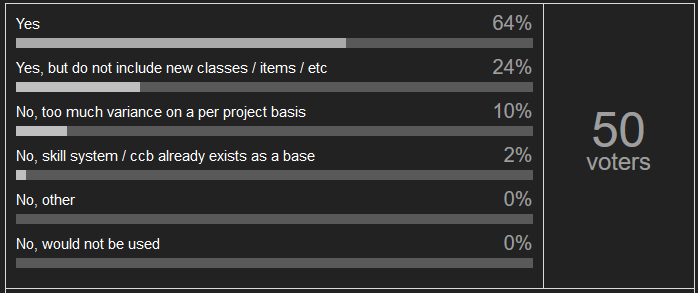 Yes 64%
Yes, but do not include new classes / items / etc 24%
No, too much variance on a per project basis 10%
No, skill system / ccb already exists as a base 2%
No, other 0%
No, would not be used 0%
50
voters